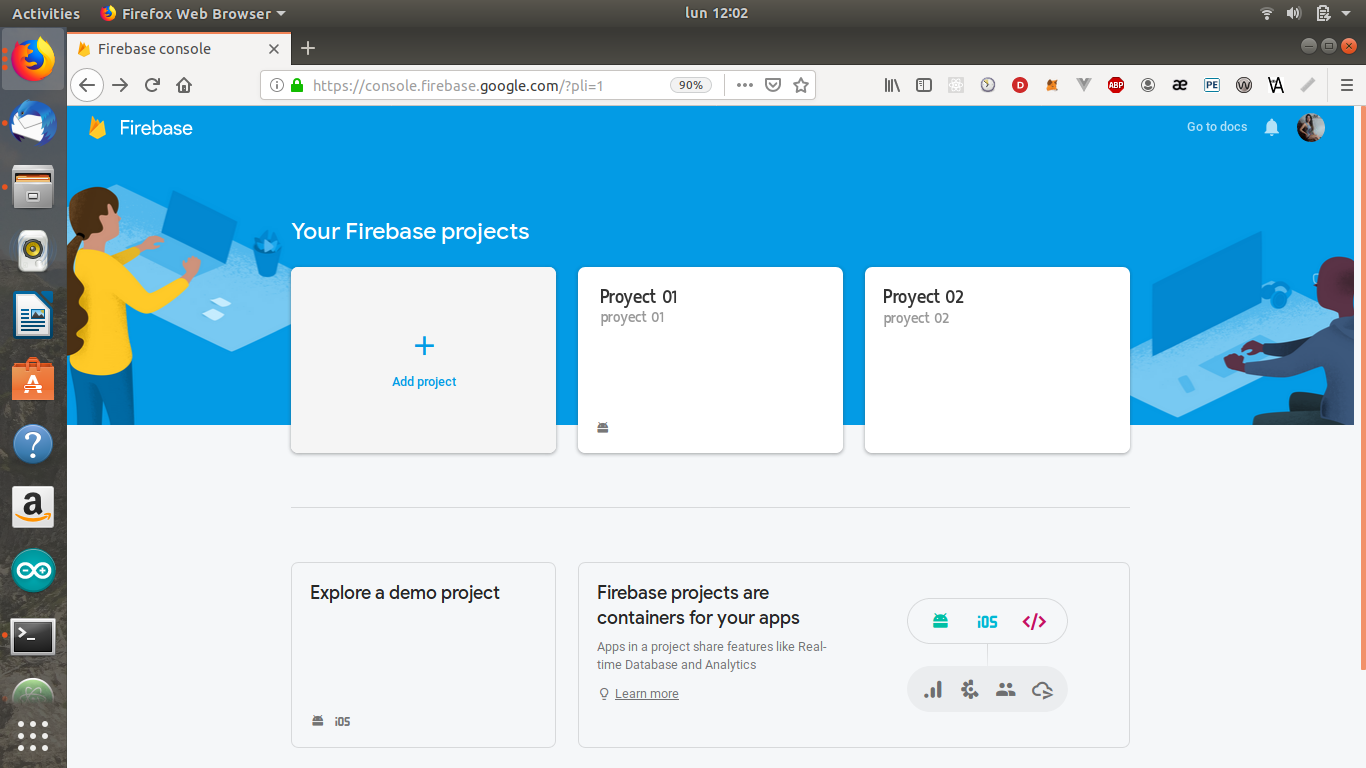 Activities
Firefox Web Browser
lun 12:02
Firebase console
https://console.firebase.google.com/?pli=1
90%
D
ABP
æ
PE
W
Firebase
Go to docs
Your Firebase projects
Add project
Proyect 01
proyect 01
Proyect 02
proyect 02
Explore a demo project
iOS
Firebase projects are
containers for your apps
Apps in a project share features like Real-
time Database and Analytics
Learn more
iOS